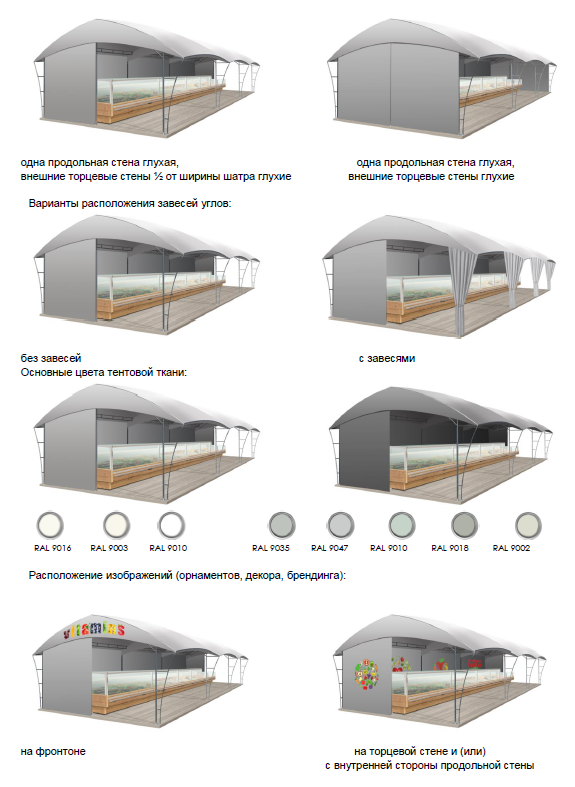 одна продольная стена глухая,
внешние торцевые стены ½ от ширины шатра глухие
одна продольная стена глухая,
внешние торцевые стены глухие
Варианты расположения завесей углов:
без завесей
с завесями
Основные цвета тентовой ткани:
RAL 9016 RAL 9003 RAL 9010 RAL 9035 RAL 9047 RAL 9010 RAL 9018 RAL 9002
Расположение изображений (орнаментов, декора, брендинга):
vitamins
на фронтоне
на торцевой стене и (или)
с внутренней стороны продольной стены